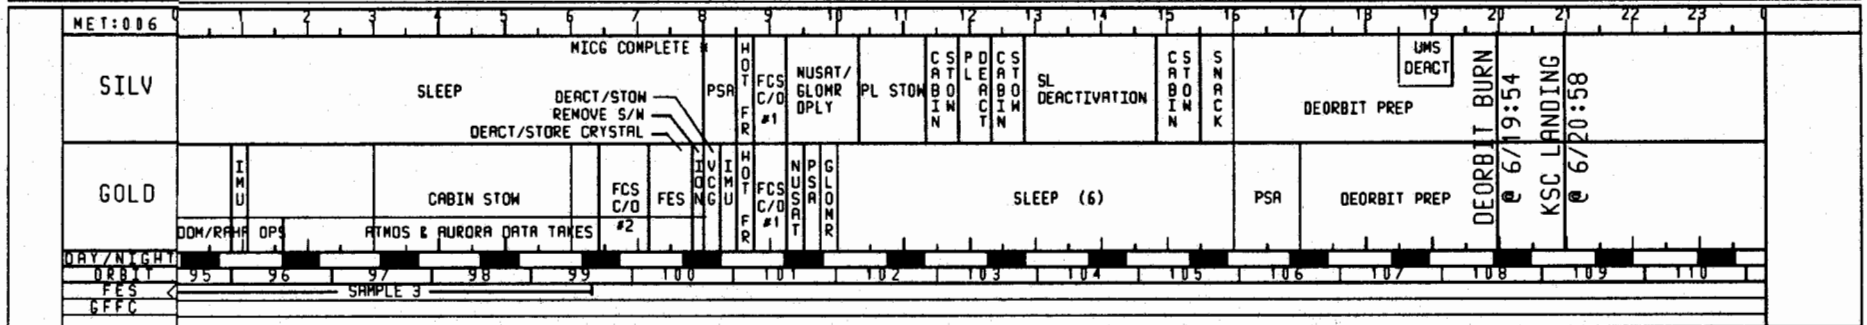 MET:006 0 1 2 3 4 5 6 7 8 9 10 11 12 13 14 15 16 17 18 19 20 21 22 23 0
SILV
SLEEP
MICG COMPLETE
DEACT/STOW
REMOVE S/W
DEACT/STORE CRYSTAL
PSA
HOT FR
FCS
C/O
#1
NUSAT/
GLOMR
DPLY
PL STOW
CABIN STOW
PL DEACT
CABIN STOW
SL
DEACTIVATION
CABIN STOW
SNACK
DEORBIT PREP
UMS
DEACT
DEORBIT BURN
@ 6/19:54
KSC LANDING
@ 6/20:58
GOLD
IMU
CABIN STOW
FCS
C/O
#2
FES
ION
VCG
IMU
HOT FR
FCS
C/O
#1
NUSAT
PSA
GLOMR
SLEEP (6)
PSA
DEORBIT PREP
OPS
ATMOS & AURORA DATA TAKES
DAY/NIGHT
ORBIT 95 96 97 98 99 100 101 102 103 104 105 106 107 108 109 110
FES SAMPLE 3
GFFC